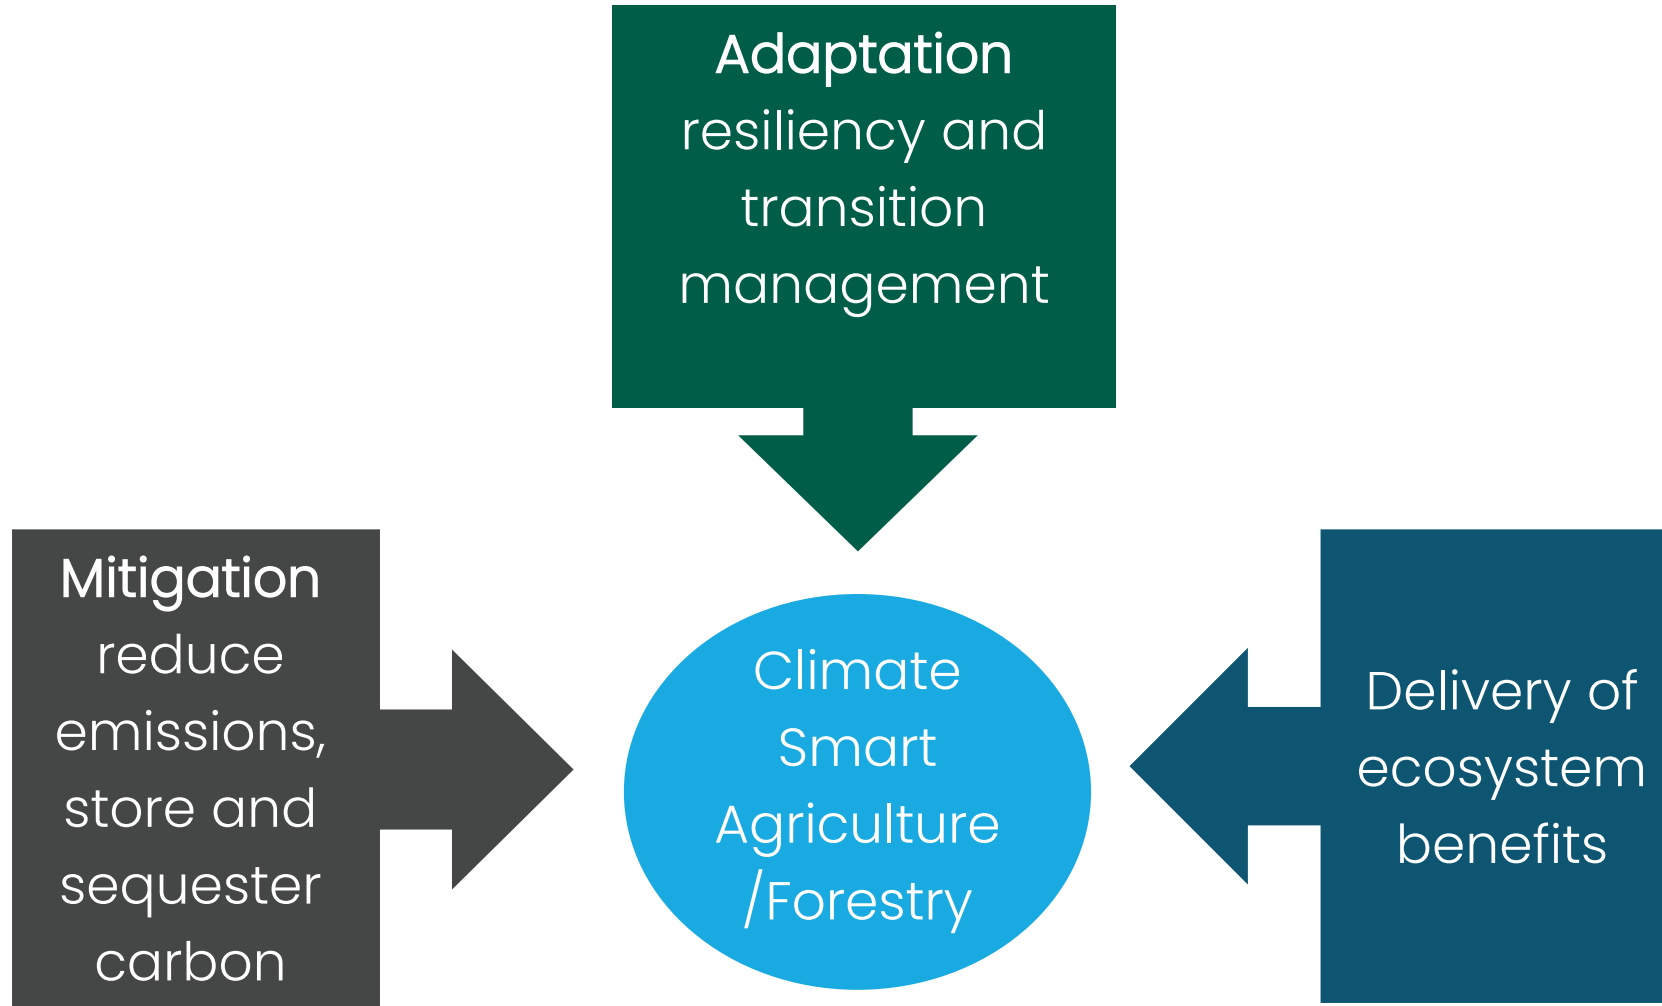 Adaptation
resiliency and
transition
management
Mitigation
reduce
emissions,
store and
sequester
carbon
Climate
Smart
Agriculture
/Forestry
Delivery of
ecosystem
benefits